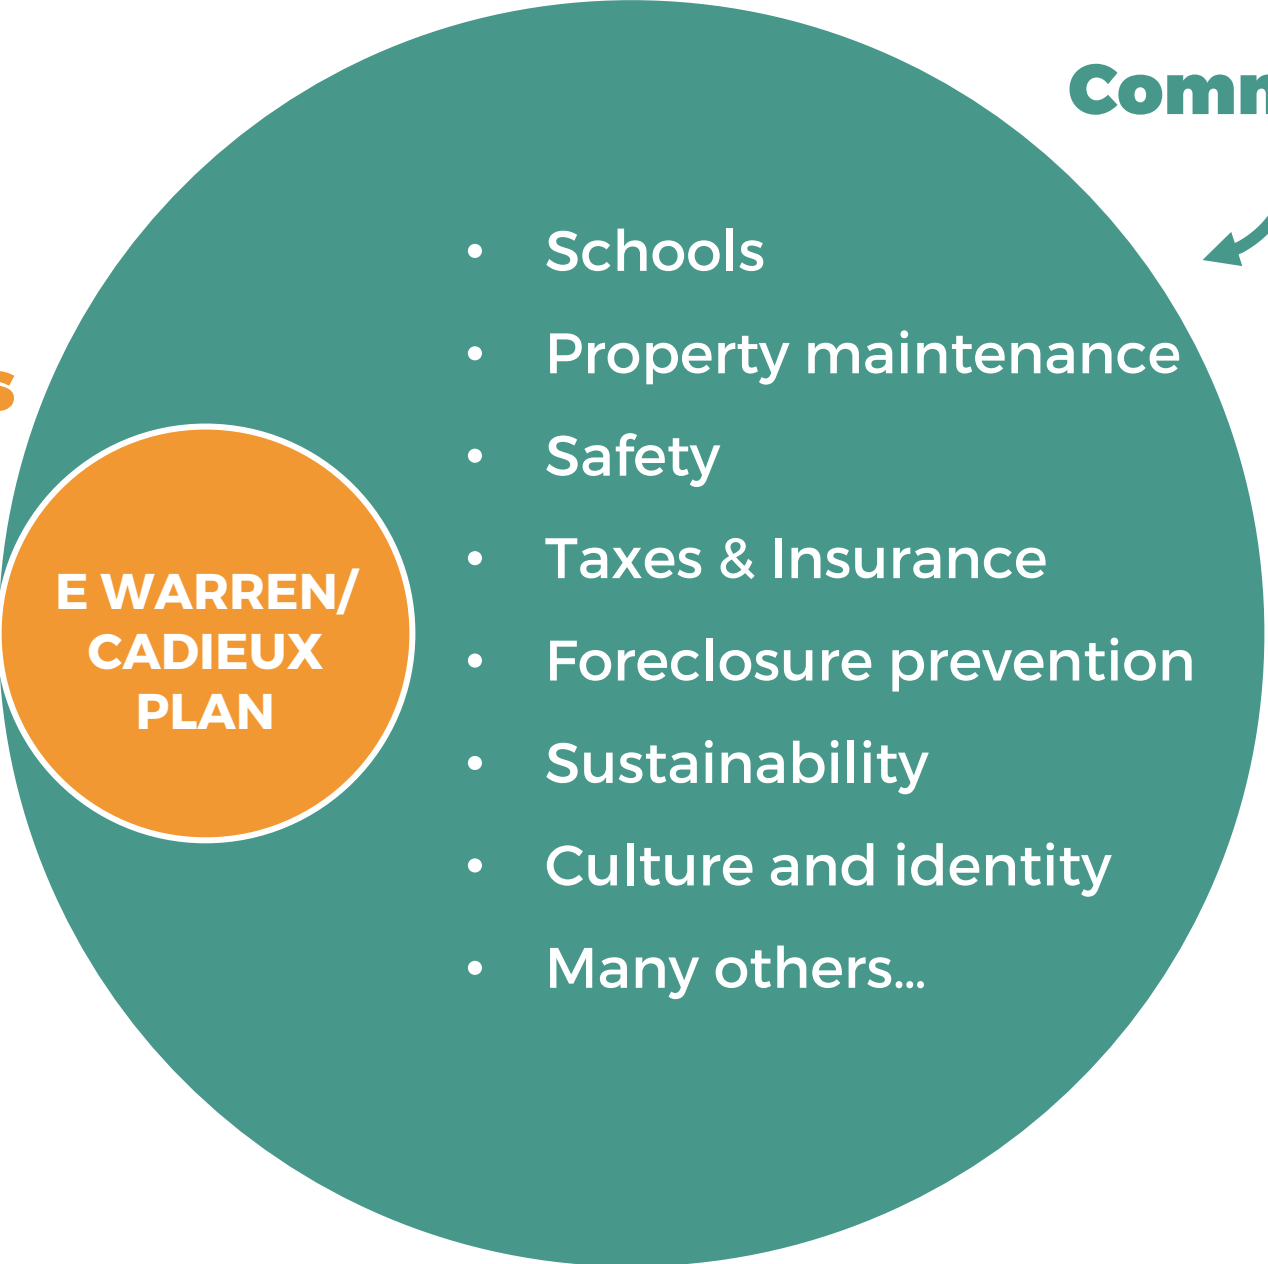 Schools
Property maintenance
Safety
Taxes & Insurance
Foreclosure prevention
Sustainability
Culture and identity
Many others...
E WARREN/
CADIEUX
PLAN